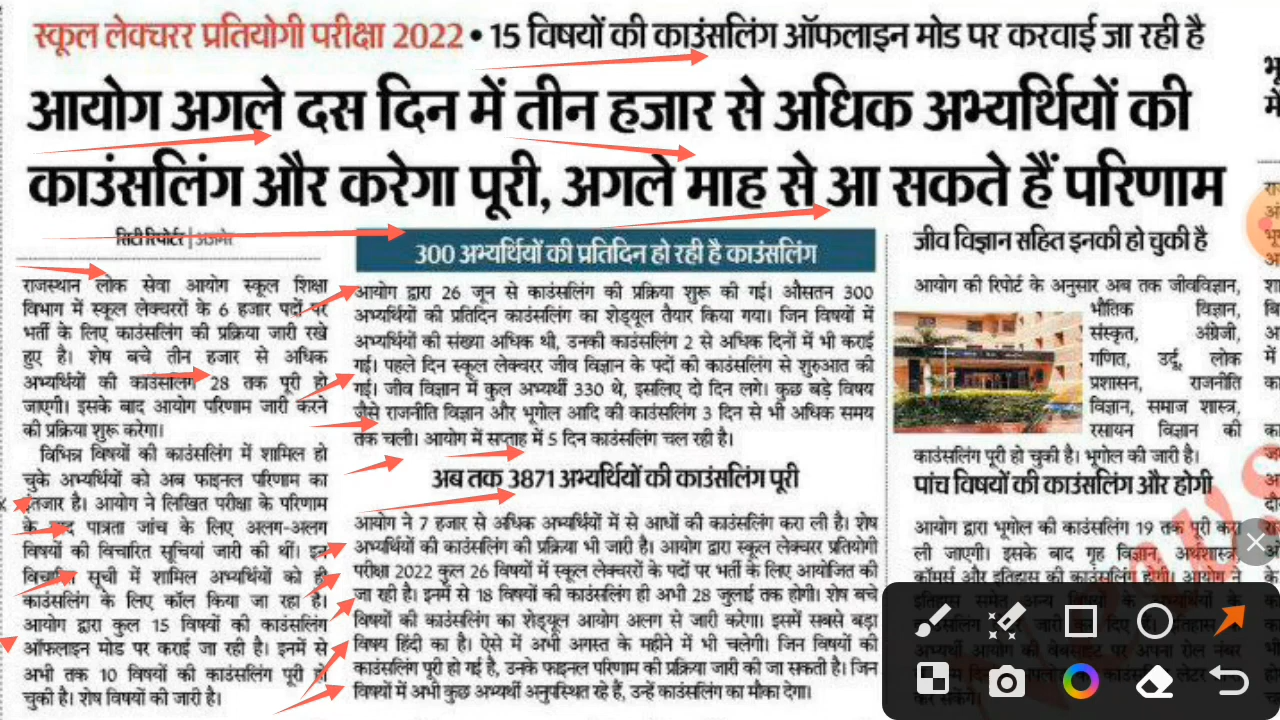 स्कूल लेक्चरर प्रतियोगी परीक्षा 2022 • 15 विषयों की काउंसलिंग ऑफलाइन मोड पर करवाई जा रही है
आयोग अगले दस दिन में तीन हजार से अधिक अभ्यर्थियों की
काउंसलिंग और करेगा पूरी, अगले माह से आ सकते हैं परिणाम
सिटी रिपोर्टर | अजमेर
राजस्थान लोक सेवा आयोग स्कूल शिक्षा
विभाग में स्कूल लेक्चररों के 6 हजार पदों पर
भर्ती के लिए काउंसलिंग की प्रक्रिया जारी रखे
हुए है। शेष बचे तीन हजार से अधिक
अभ्यर्थियों की काउंसलिंग 28 तक पूरी हो
जाएगी। इसके बाद आयोग परिणाम जारी करने
की प्रक्रिया शुरू करेगा।
विभिन्न विषयों की काउंसलिंग में शामिल हो
चुके अभ्यर्थियों को अब फाइनल परिणाम का
इंतजार है। आयोग ने लिखित परीक्षा के परिणाम
के बाद पात्रता जांच के लिए अलग-अलग
विषयों की विचारित सूचियां जारी की थीं। इन
विचारित सूची में शामिल अभ्यर्थियों को ही
काउंसलिंग के लिए कॉल किया जा रहा है।
आयोग द्वारा कुल 15 विषयों की काउंसलिंग
ऑफलाइन मोड पर कराई जा रही है। इनमें से
अभी तक 10 विषयों की काउंसलिंग पूरी हो
चुकी है। शेष विषयों की जारी है।
300 अभ्यर्थियों की प्रतिदिन हो रही है काउंसलिंग
आयोग द्वारा 26 जून से काउंसलिंग की प्रक्रिया शुरू की गई। औसतन 300
अभ्यर्थियों की प्रतिदिन काउंसलिंग का शेड्यूल तैयार किया गया। जिन विषयों में
अभ्यर्थियों की संख्या अधिक थी, उनकी काउंसलिंग 2 से अधिक दिनों में भी कराई
गई। पहले दिन स्कूल लेक्चरर जीव विज्ञान के पदों की काउंसलिंग से शुरुआत की
गई। जीव विज्ञान में कुल अभ्यर्थी 330 थे, इसलिए दो दिन लगे। कुछ बड़े विषय
जैसे राजनीति विज्ञान और भूगोल आदि की काउंसलिंग 3 दिन से भी अधिक समय
तक चली। आयोग में सप्ताह में 5 दिन काउंसलिंग चल रही है।
अब तक 3871 अभ्यर्थियों की काउंसलिंग पूरी
आयोग ने 7 हजार से अधिक अभ्यर्थियों में से आधों की काउंसलिंग करा ली है। शेष
अभ्यर्थियों की काउंसलिंग की प्रक्रिया भी जारी है। आयोग द्वारा स्कूल लेक्चरर प्रतियोगी
परीक्षा 2022 कुल 26 विषयों में स्कूल लेक्चररों के पदों पर भर्ती के लिए आयोजित की
जा रही है। इनमें से 18 विषयों की काउंसलिंग ही अभी 28 जुलाई तक होगी। शेष बचे
विषयों की काउंसलिंग का शेड्यूल आयोग अलग से जारी करेगा। इसमें सबसे बड़ा
विषय हिंदी का है। ऐसे में अभी अगस्त के महीने में भी चलेगी। जिन विषयों की
काउंसलिंग पूरी हो गई है, उनके फाइनल परिणाम की प्रक्रिया जारी की जा सकती है। जिन
विषयों में अभी कुछ अभ्यर्थी अनुपस्थित रहे हैं, उन्हें काउंसलिंग का मौका देगा।
जीव विज्ञान सहित इनकी हो चुकी है
आयोग की रिपोर्ट के अनुसार अब तक जीवविज्ञान,
भौतिक विज्ञान,
संस्कृत, अंग्रेजी,
गणित, उर्दू, लोक
प्रशासन, राजनीति
विज्ञान, समाज शास्त्र,
रसायन विज्ञान की
काउंसलिंग पूरी हो चुकी है। भूगोल की जारी है।
पांच विषयों की काउंसलिंग और होगी
आयोग द्वारा भूगोल की काउंसलिंग 19 तक पूरी करा
ली जाएगी। इसके बाद गृह विज्ञान, अर्थशास्त्र,
कॉमर्स और इतिहास की काउंसलिंग होगी। आयोग ने